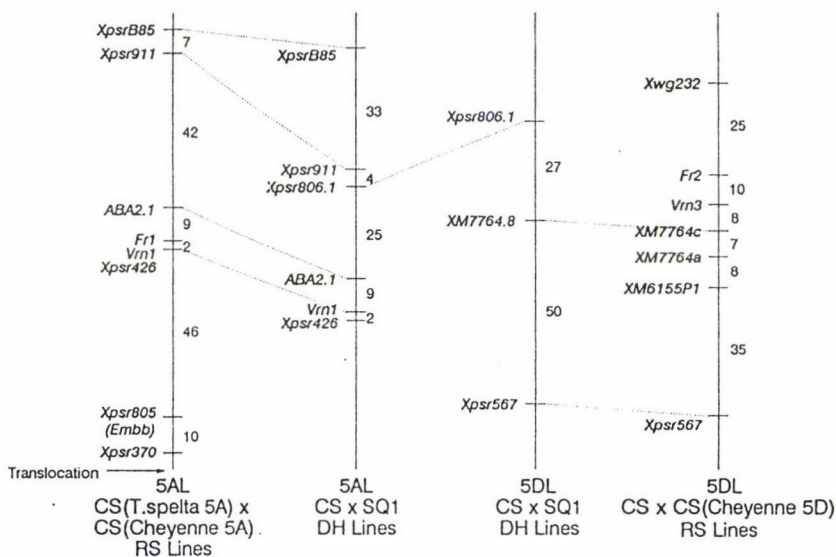 XpsrB85
7
Xpsr911
42
ABA2.1
9
Fr1
2
Vrn1
Xpsr426
46
Xpsr805
(Embb)
10
Xpsr370
Translocation
5AL
CS(T.spelta 5A) x
CS(Cheyenne 5A)
RS Lines
XpsrB85
33
Xpsr911
4
Xpsr806.1
25
ABA2.1
9
Vrn1
2
Xpsr426
5AL
CS x SQ1
DH Lines
Xpsr806.1
27
XM7764.8
50
Xpsr567
5DL
CS x SQ1
DH Lines
Xwg232
25
Fr2
10
Vrn3
8
XM7764c
7
XM7764a
8
XM6155P1
35
Xpsr567
5DL
CS x CS(Cheyenne 5D)
RS Lines